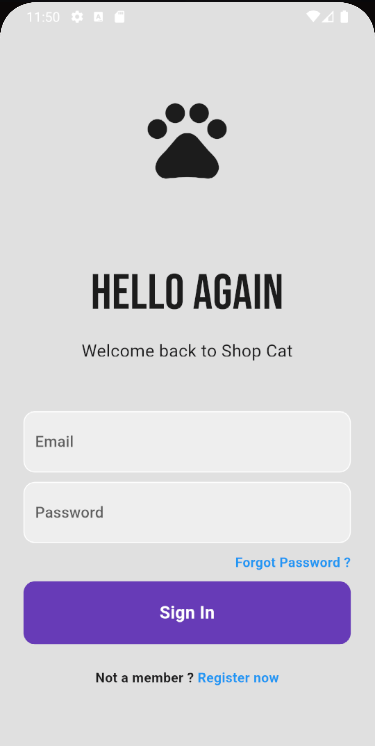 11:50
HELLO AGAIN
Welcome back to Shop Cat
Email
Password
Forgot Password ?
Sign In
Not a member ? Register now